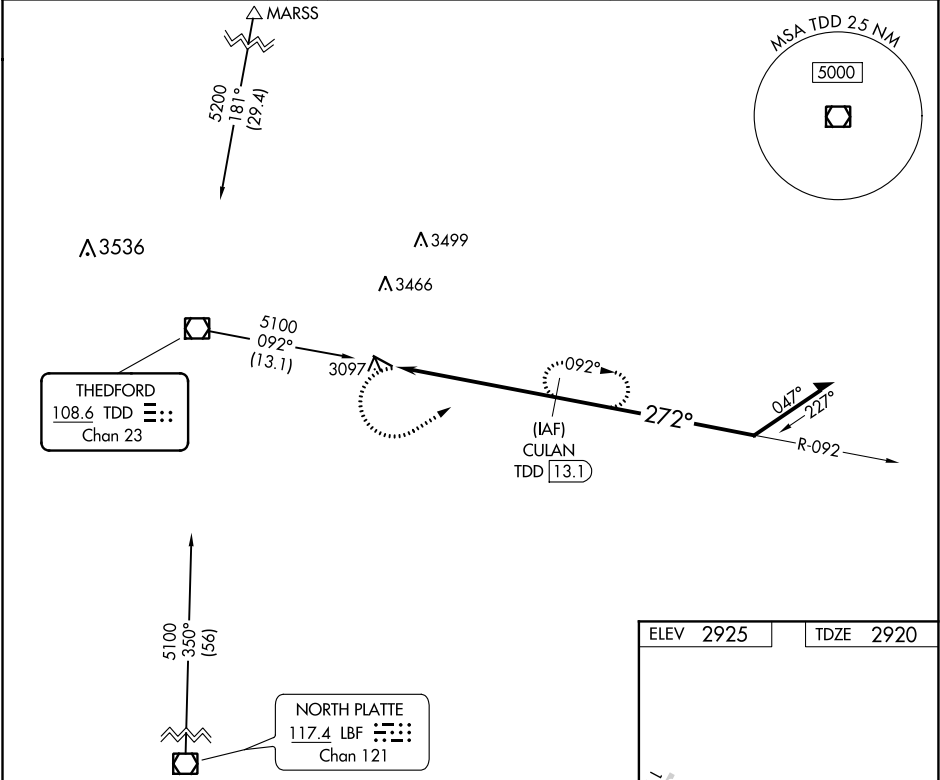 MARSS
5200
181°
(29.4)
MSA TDD 25 NM
5000
3536
3499
3466
5100
092°
(13.1)
3097
THEDFORD
108.6 TDD
Chan 23
092°
272°
047°
227°
R-092
(IAF)
CULAN
TDD 13.1
5100
350°
(56)
NORTH PLATTE
117.4 LBF
Chan 121
ELEV 2925
TDZE 2920